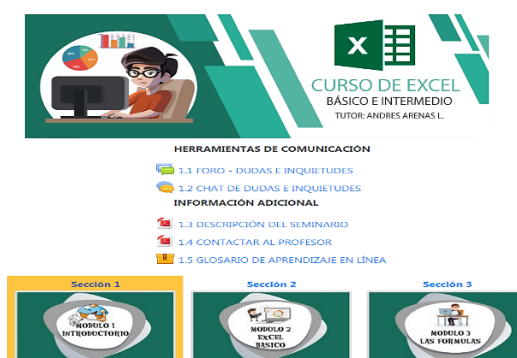 X
CURSO DE EXCEL
BÁSICO E INTERMEDIO
TUTOR: ANDRES ARENAS L.
HERRAMIENTAS DE COMUNICACIÓN
1.1 FORO - DUDAS E INQUIETUDES
1.2 CHAT DE DUDAS E INQUIETUDES
INFORMACIÓN ADICIONAL
1.3 DESCRIPCIÓN DEL SEMINARIO
1.4 CONTACTAR AL PROFESOR
1.5 GLOSARIO DE APRENDIZAJE EN LÍNEA
Sección 1
Sección 2
Sección 3
MODULO 1
INTRODUCTORIO
MODULO 2
EXCEL
BASICO
MODULO 3
LAS FORMULAS